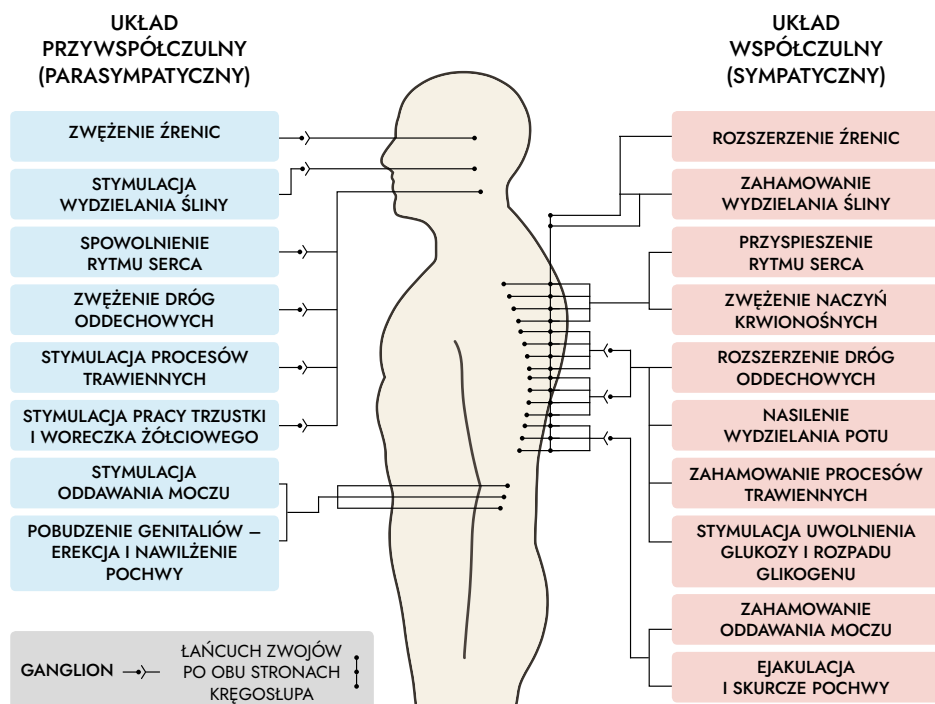 UKŁAD
PRZYWSPÓŁCZULNY
(PARASYMPATYCZNY)
ZWĘŻENIE ŹRENIC
STYMULACJA
WYDZIELANIA ŚLINY
SPOWOLNIENIE
RYTMU SERCA
ZWĘŻENIE DRÓG
ODDECHOWYCH
STYMULACJA PROCESÓW
TRAWIENNYCH
STYMULACJA PRACY TRZUSTKI
I WORECZKA ŻÓŁCIOWEGO
STYMULACJA
ODDAWANIA MOCZU
POBUDZENIE GENITALIÓW –
EREKCJA I NAWILŻENIE
POCHWY
GANGLION
ŁAŃCUCH ZWOJÓW
PO OBU STRONACH
KRĘGOSŁUPA
UKŁAD
WSPÓŁCZULNY
(SYMPATYCZNY)
ROZSZERZENIE ŹRENIC
ZAHAMOWANIE
WYDZIELANIA ŚLINY
PRZYSPIESZENIE
RYTMU SERCA
ZWĘŻENIE NACZYŃ
KRWIONOŚNYCH
ROZSZERZENIE DRÓG
ODDECHOWYCH
NASILENIE
WYDZIELANIA POTU
ZAHAMOWANIE PROCESÓW
TRAWIENNYCH
STYMULACJA UWOLNIENIA
GLUKOZY I ROZPADU
GLIKOGENU
ZAHAMOWANIE
ODDAWANIA MOCZU
EJAKULACJA
I SKURCZE POCHWY